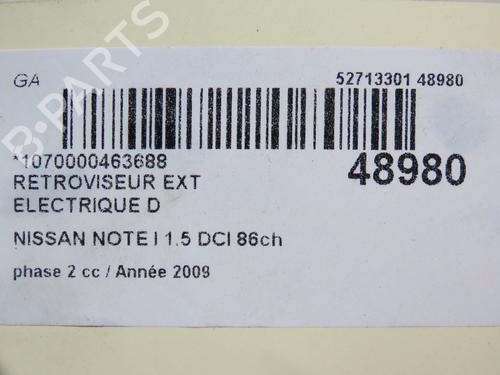 GA 52713301 48980
*1070000463688 48980
RETROVISEUR EXT
ELECTRIQUE D
NISSAN NOTE I 1.5 DCI 86ch
phase 2 cc / Année 2009
B-PARTS